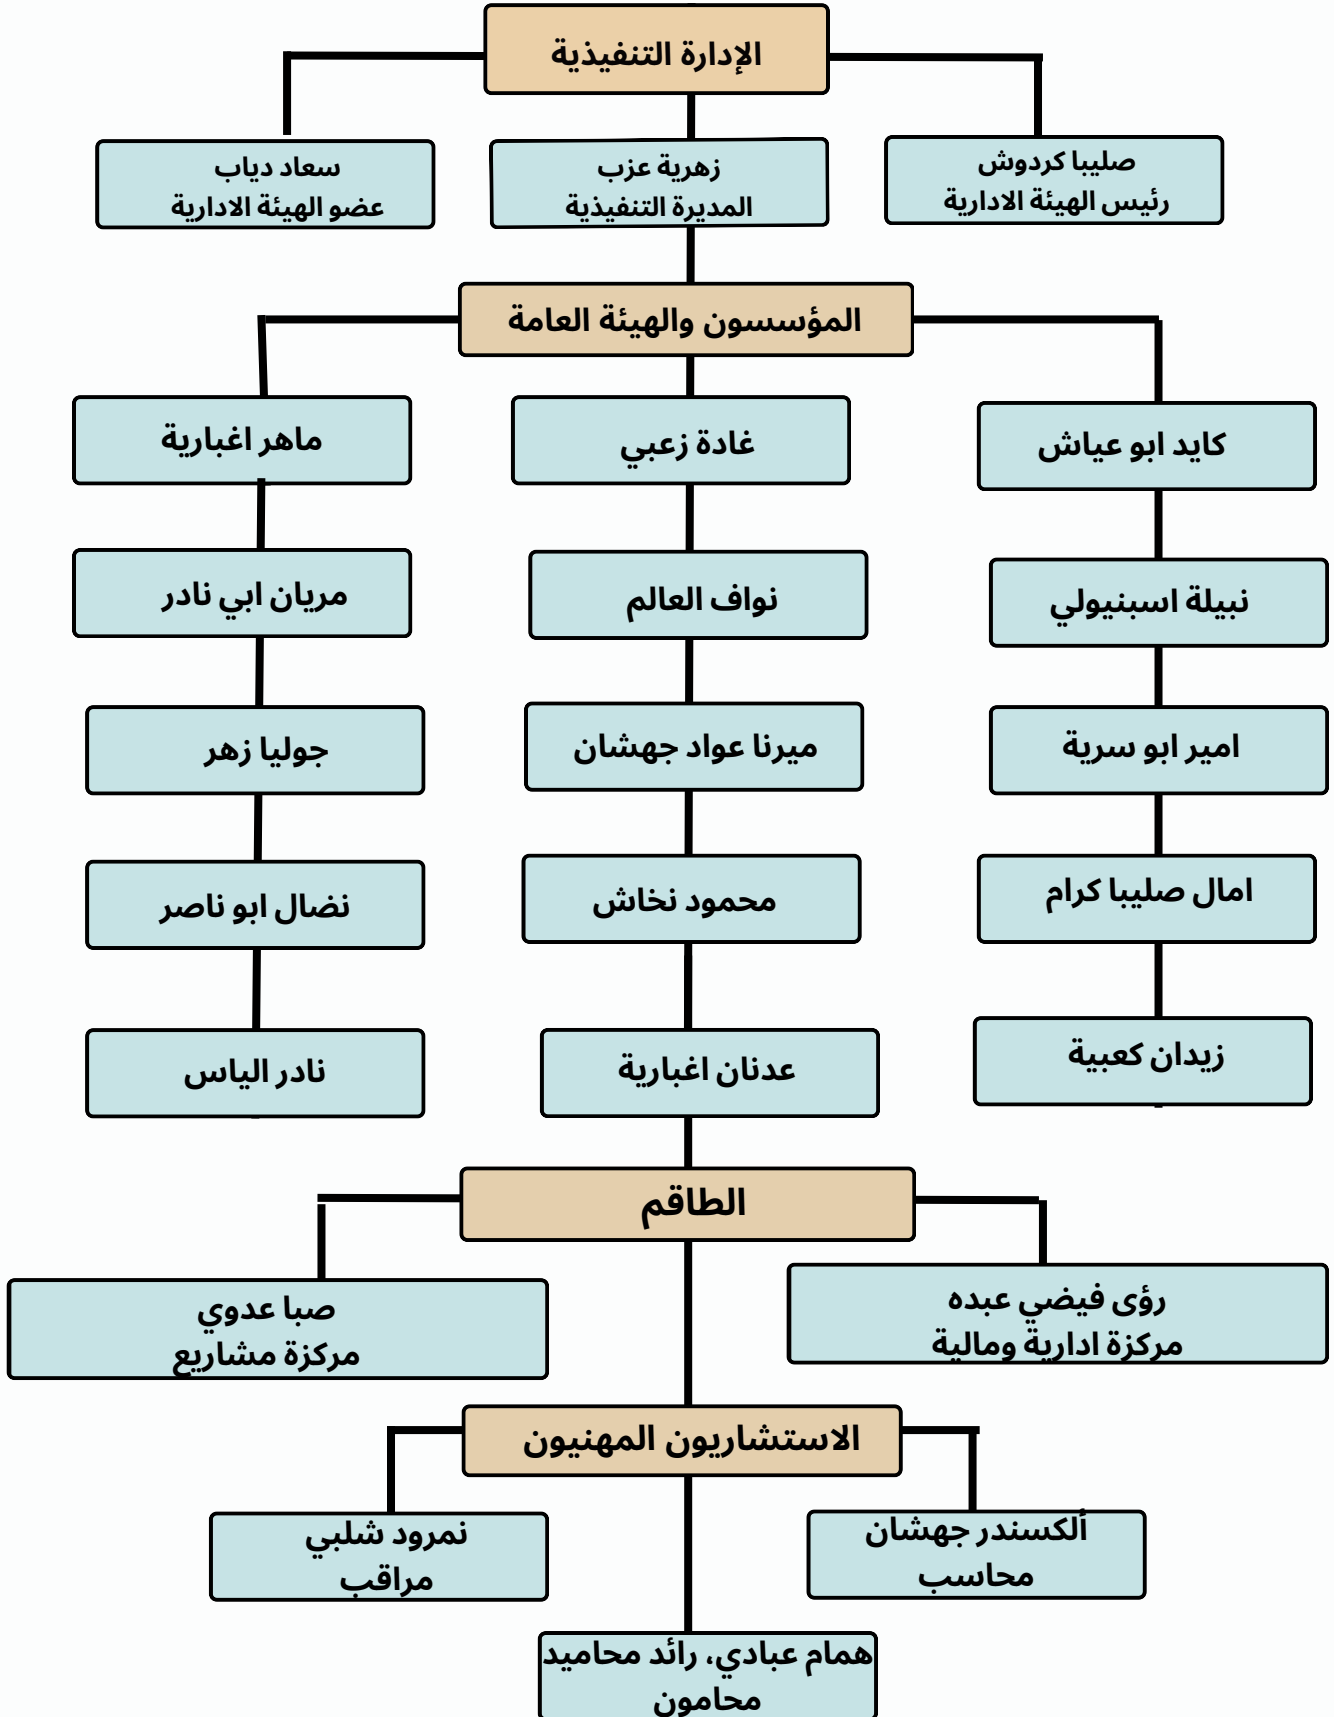 الإدارة التنفيذية
صليبا كردوش
رئيس الهيئة الادارية
زهرية عزب
المديرة التنفيذية
سعاد دياب
عضو الهيئة الادارية
المؤسسون والهيئة العامة
كايد ابو عياش
غادة زعبي
ماهر اغبارية
نبيلة اسبنيولي
نواف العالم
مريان ابي نادر
امير ابو سرية
ميرنا عواد جهشان
جوليا زهر
امال صليبا كرام
محمود نخاش
نضال ابو ناصر
زيدان كعبية
عدنان اغبارية
نادر الياس
الطاقم
رؤى فيضي عبده
مركزة ادارية ومالية
صبا عدوي
مركزة مشاريع
الاستشاريون المهنيون
ألكسندر جهشان
محاسب
نمرود شلبي
مراقب
همام عبادي، رائد محاميد
محامون